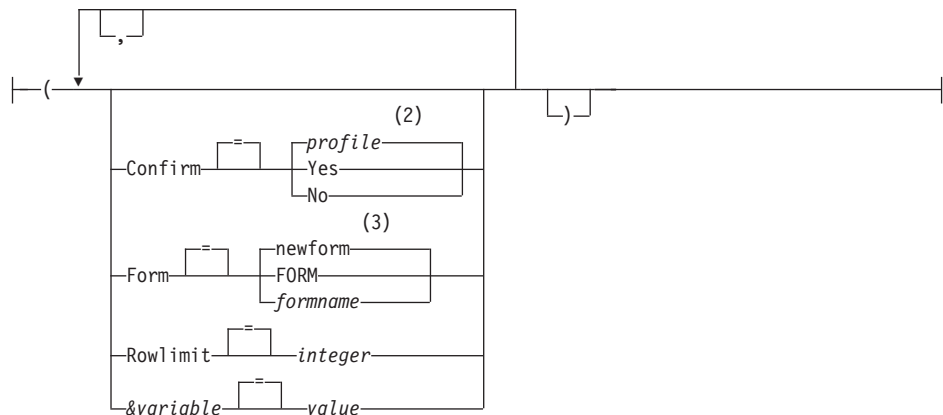 ,
(
)
(2)
=
profile
Confirm
Yes
No
(3)
=
newform
Form
FORM
formname
=
Rowlimit
integer
=
&variable
value